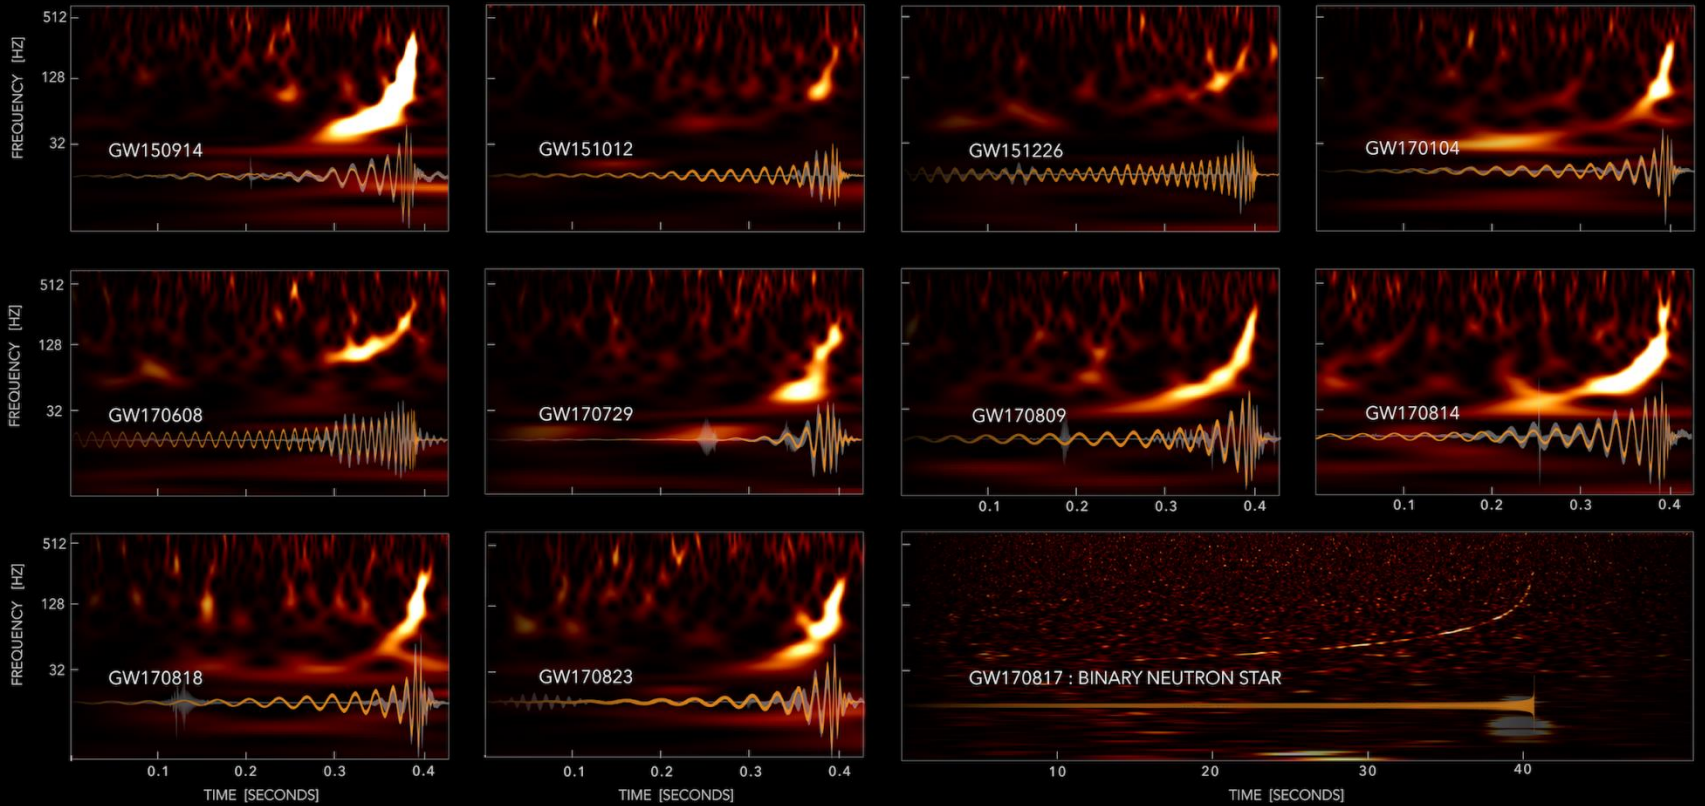 512
128
32
FREQUENCY [HZ]
GW150914
GW151012
GW151226
GW170104
512
128
32
FREQUENCY [HZ]
GW170608
GW170729
GW170809
GW170814
0.1 0.2 0.3 0.4
0.1 0.2 0.3 0.4
512
128
32
FREQUENCY [HZ]
GW170818
GW170823
GW170817 : BINARY NEUTRON STAR
0.1 0.2 0.3 0.4
0.1 0.2 0.3 0.4
10 20 30 40
TIME [SECONDS]
TIME [SECONDS]
TIME [SECONDS]